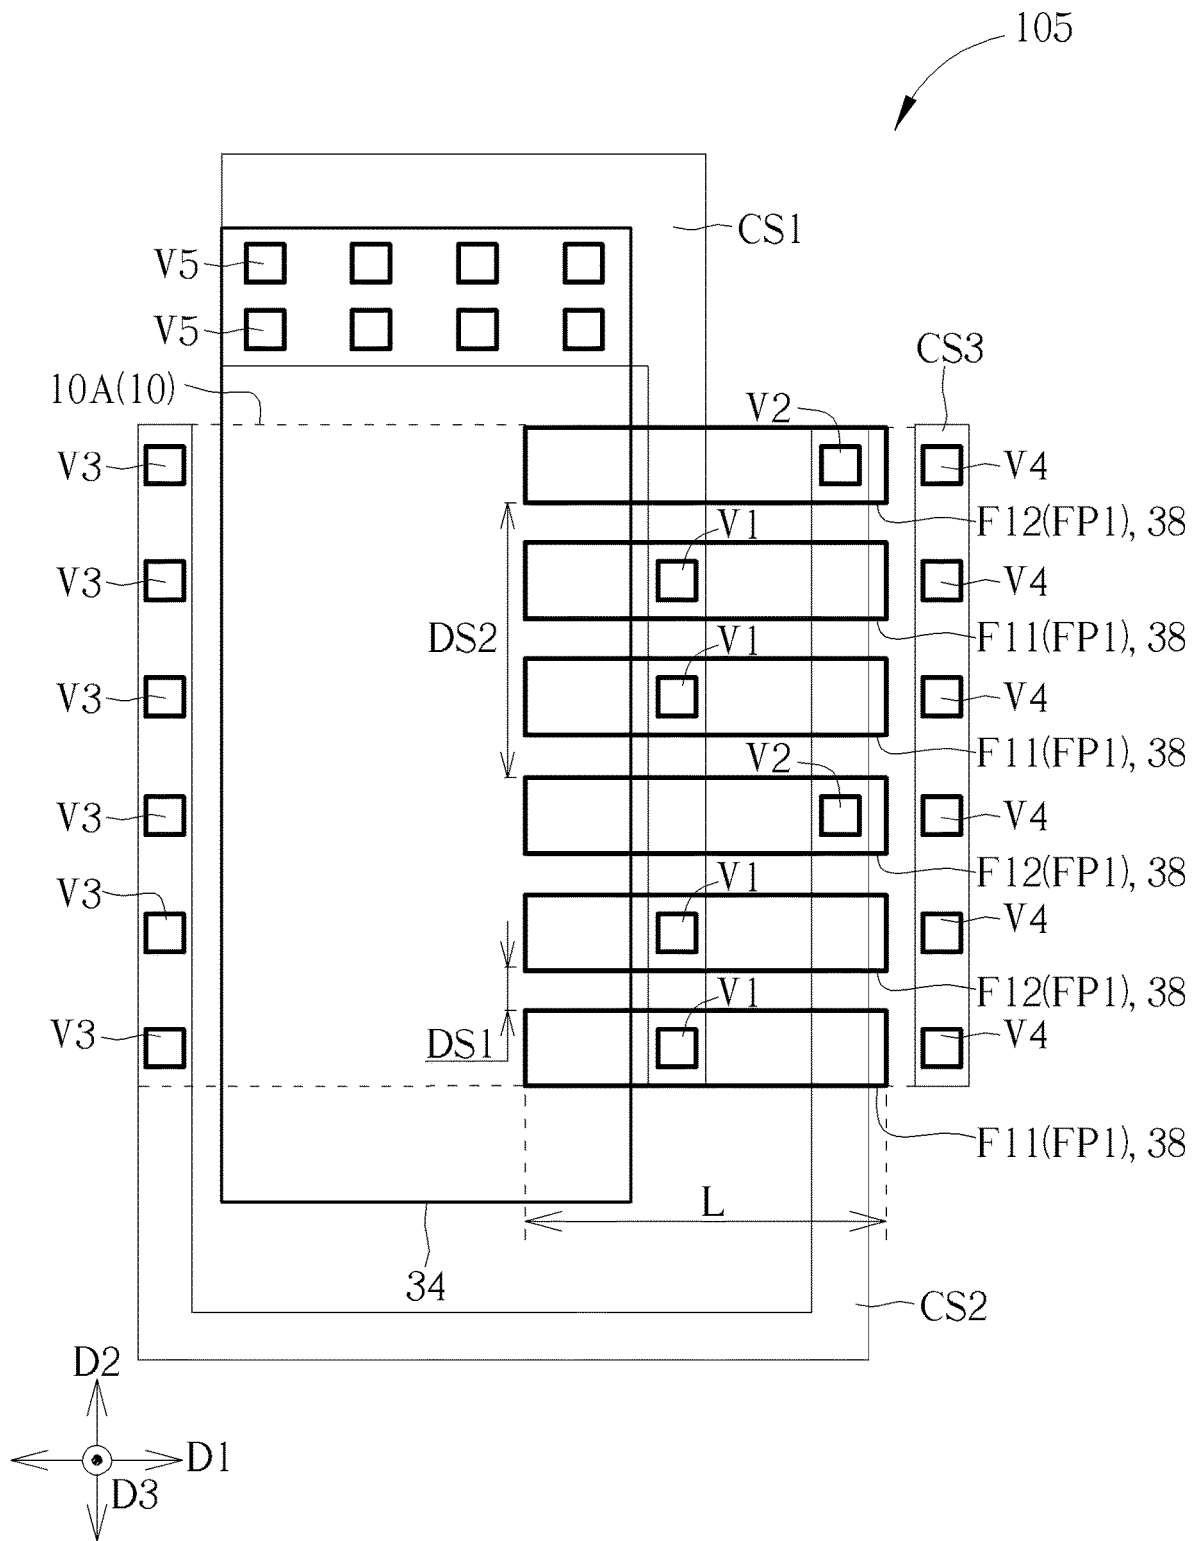 105
CS1
V5
V5
CS3
10A(10)
V2
V3
V4
F12(FP1), 38
V1
V3
V4
DS2
F11(FP1), 38
V1
V3
V4
F11(FP1), 38
V2
V3
V4
F12(FP1), 38
V1
V3
V4
F12(FP1), 38
V1
V3
V4
DS1
F11(FP1), 38
L
34
CS2
D2
D1
D3